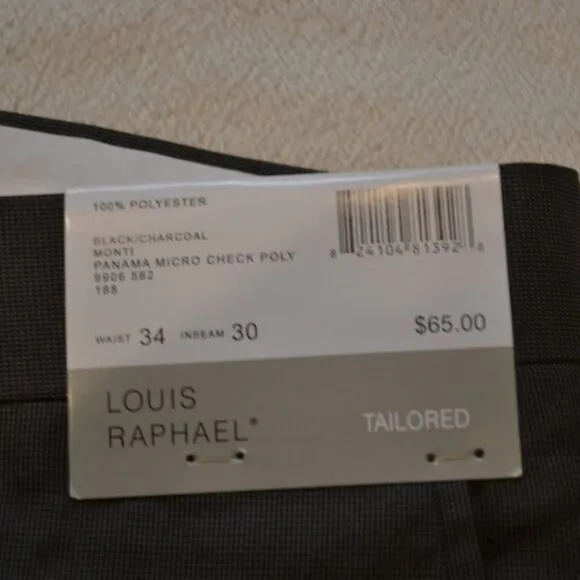 100% POLYESTER
BLACK/CHARCOAL
MONTI
PANAMA MICRO CHECK POLY
9906 582
188
8 24104 81392 8
WAIST 34 INSEAM 30
$65.00
LOUIS
RAPHAEL®
TAILORED